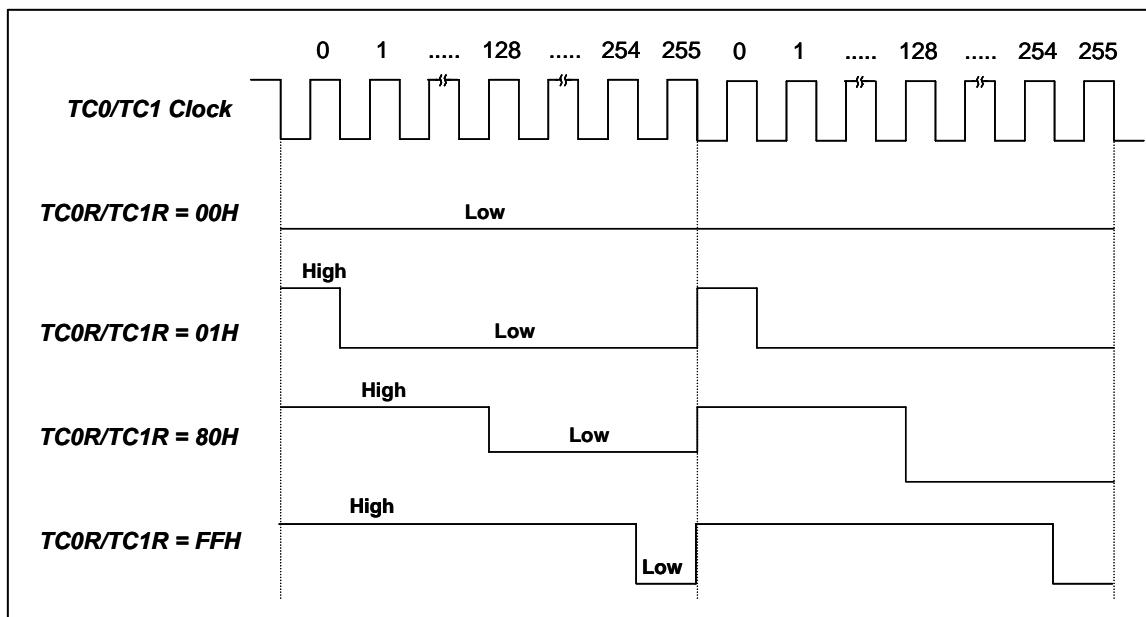 0 1 ..... 128 ..... 254 255 0 1 ..... 128 ..... 254 255
TC0/TC1 Clock
TC0R/TC1R = 00H
Low
High
TC0R/TC1R = 01H
Low
High
TC0R/TC1R = 80H
Low
High
TC0R/TC1R = FFH
Low